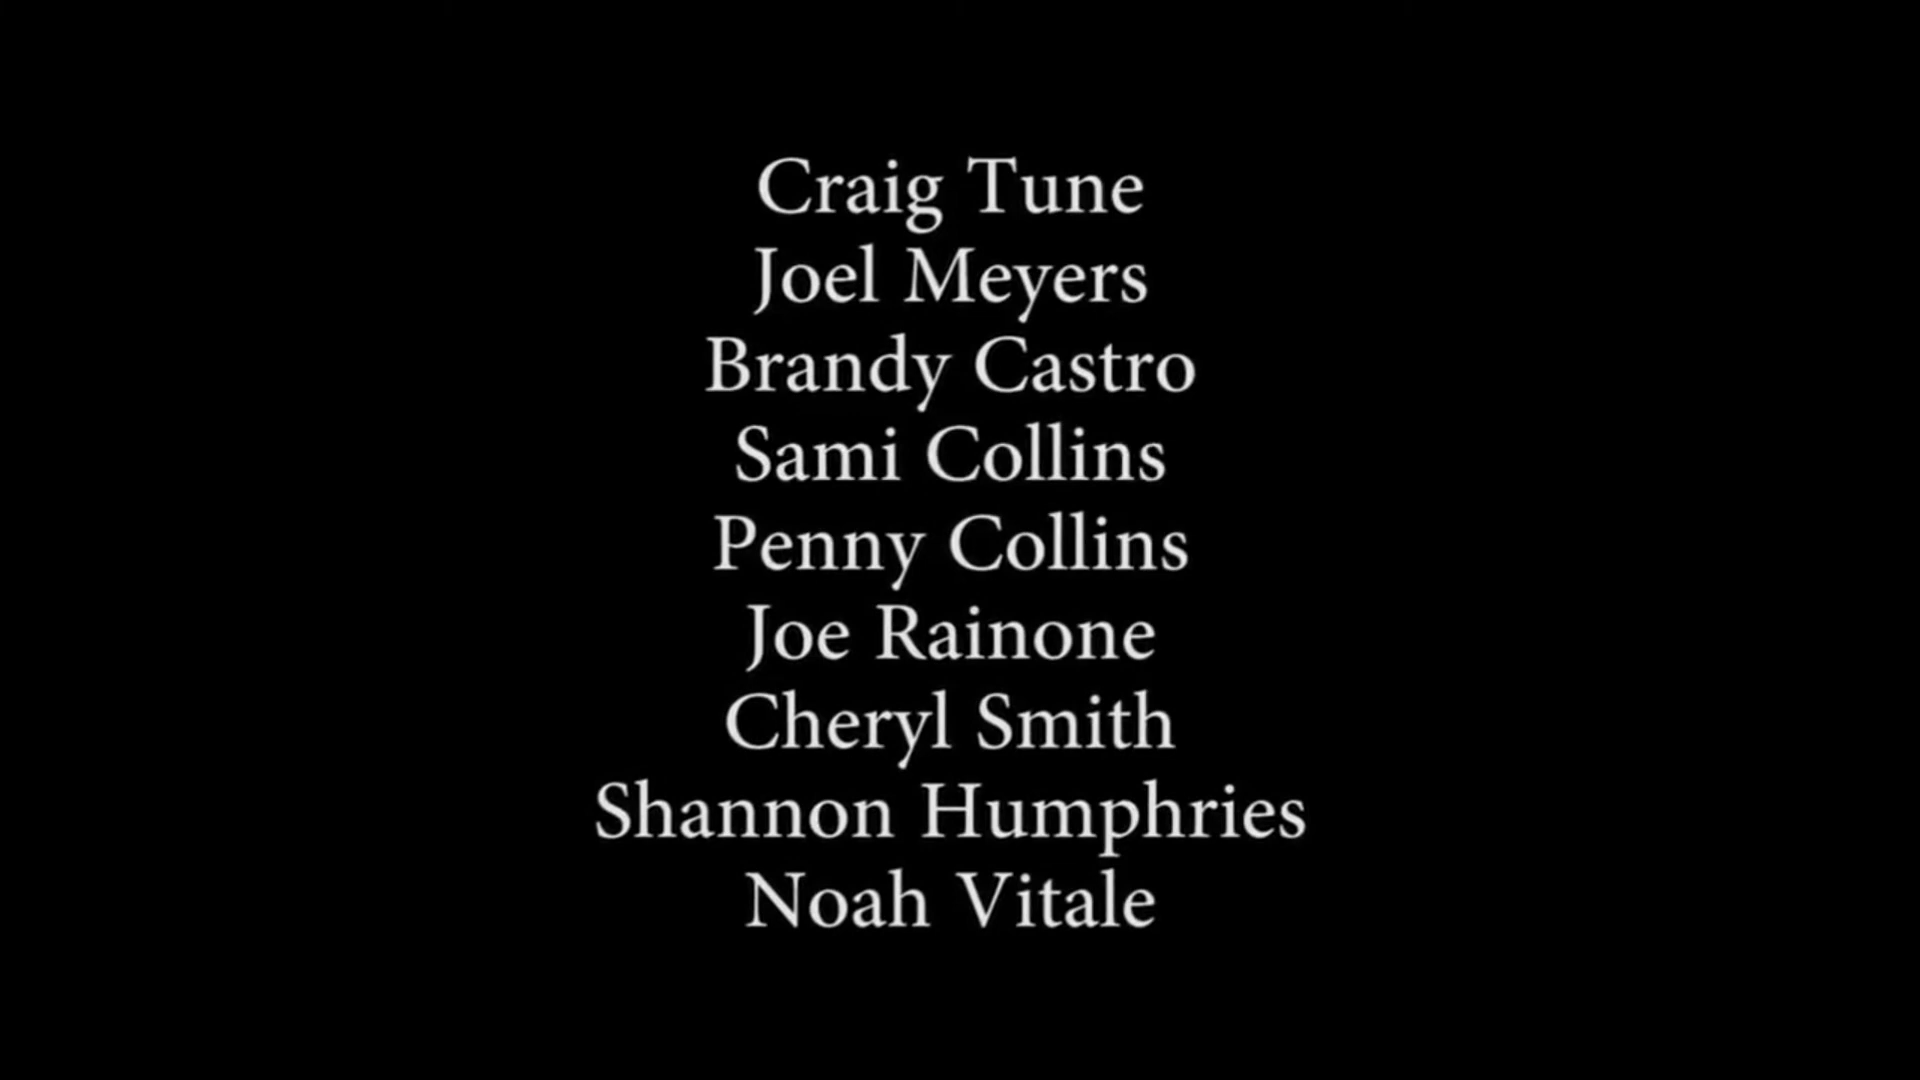 Craig Tune
Joel Meyers
Brandy Castro
Sami Collins
Penny Collins
Joe Rainone
Cheryl Smith
Shannon Humphries
Noah Vitale